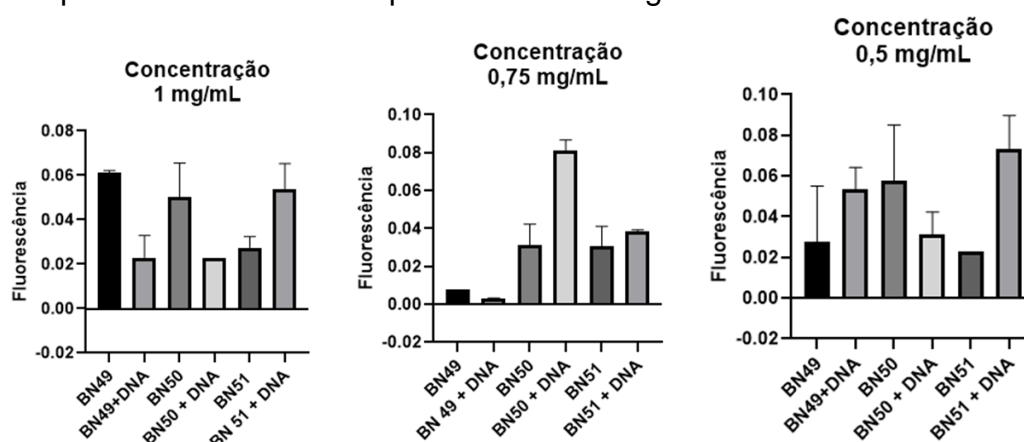 Concentração
1 mg/mL
Fluorescência
0.08
0.06
0.04
0.02
0.00
-0.02
BN49
BN49+DNA
BN50
BN50 + DNA
BN51
BN 51 + DNA
Concentração
0,75 mg/mL
Fluorescência
0.10
0.08
0.06
0.04
0.02
0.00
-0.02
BN49
BN 49 + DNA
BN50
BN50 + DNA
BN51
BN51 + DNA
Concentração
0,5 mg/mL
Fluorescência
0.10
0.08
0.06
0.04
0.02
0.00
-0.02
BN49
BN49+DNA
BN50
BN50 + DNA
BN51
BN51 + DNA